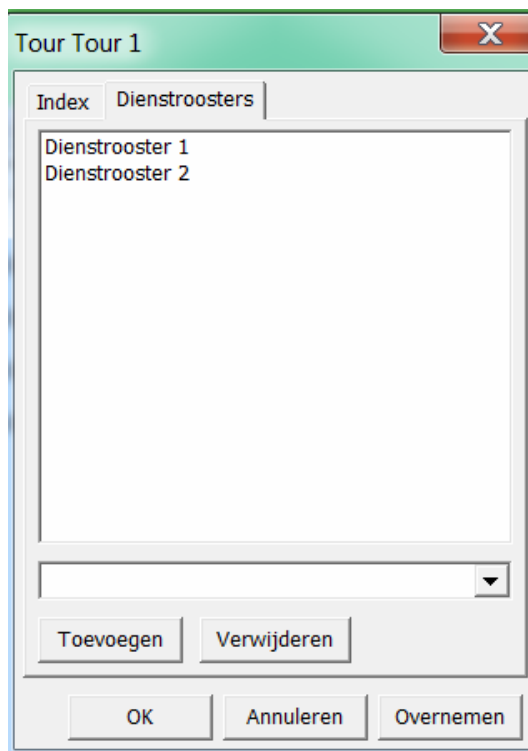 Tour Tour 1
Index Dienstroosters
Dienstrooster 1
Dienstrooster 2
Toevoegen Verwijderen
OK Annuleren Overnemen